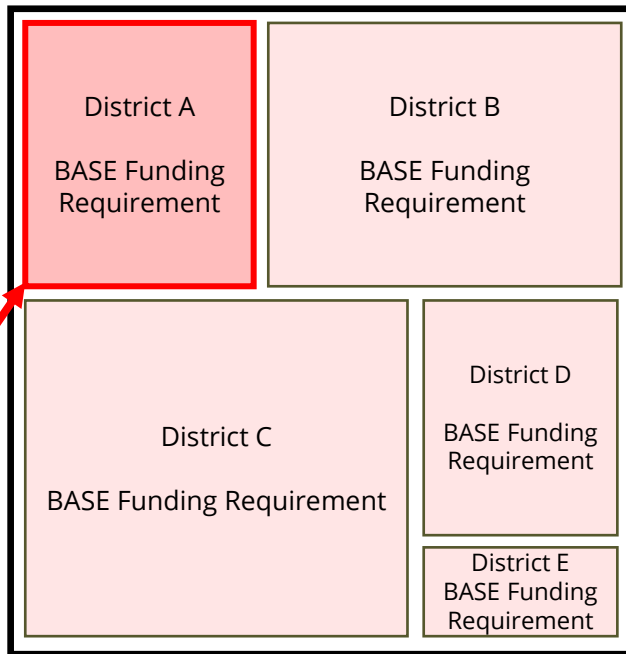 District A
BASE Funding
Requirement
District B
BASE Funding
Requirement
District C
BASE Funding Requirement
District D
BASE Funding
Requirement
District E
BASE Funding
Requirement